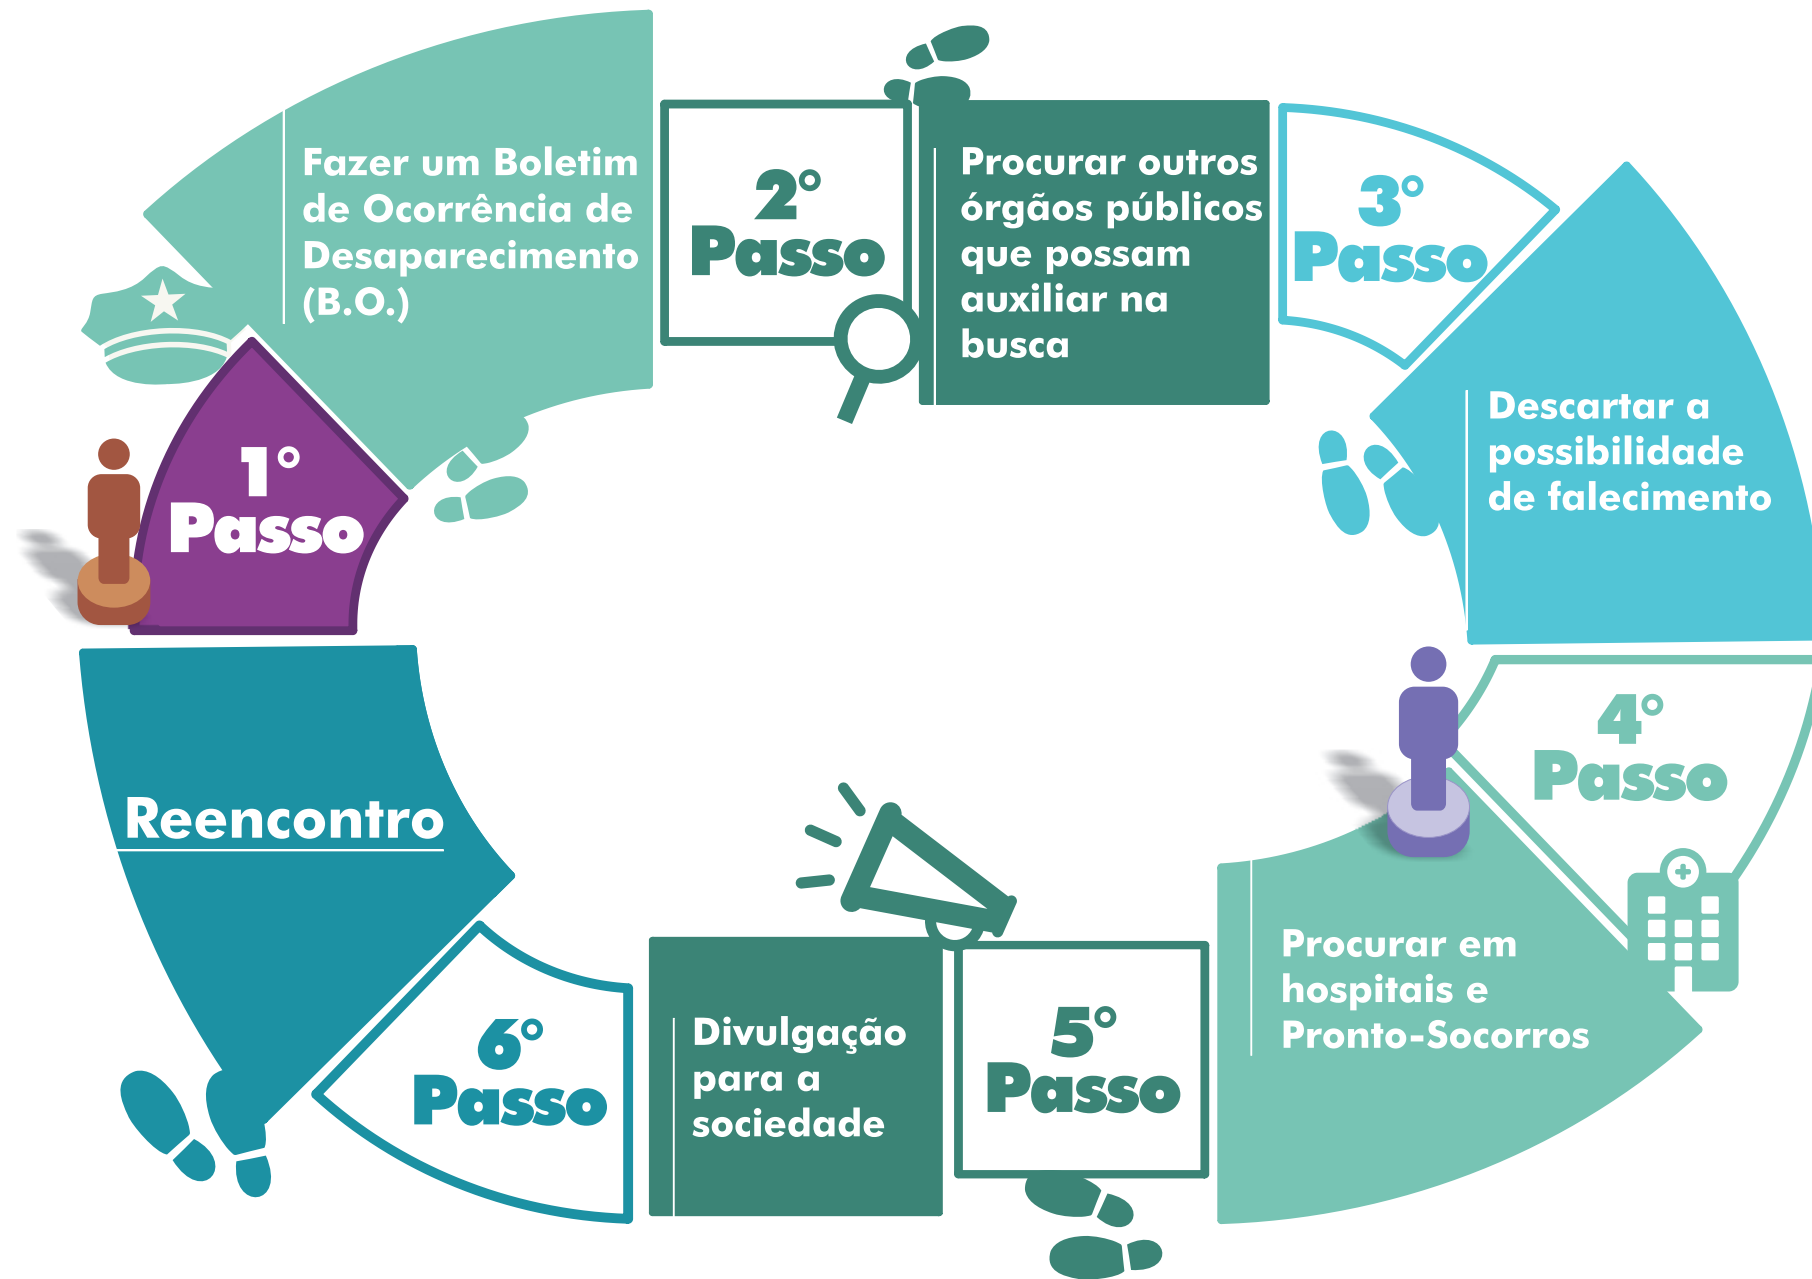 1°
Passo
Fazer um Boletim
de Ocorrência de
Desaparecimento
(B.O.)
2°
Passo
Procurar outros
órgãos públicos
que possam
auxiliar na
busca
3°
Passo
Descartar a
possibilidade
de falecimento
4°
Passo
Procurar em
hospitais e
Pronto-Socorros
5°
Passo
Divulgação
para a
sociedade
6°
Passo
Reencontro